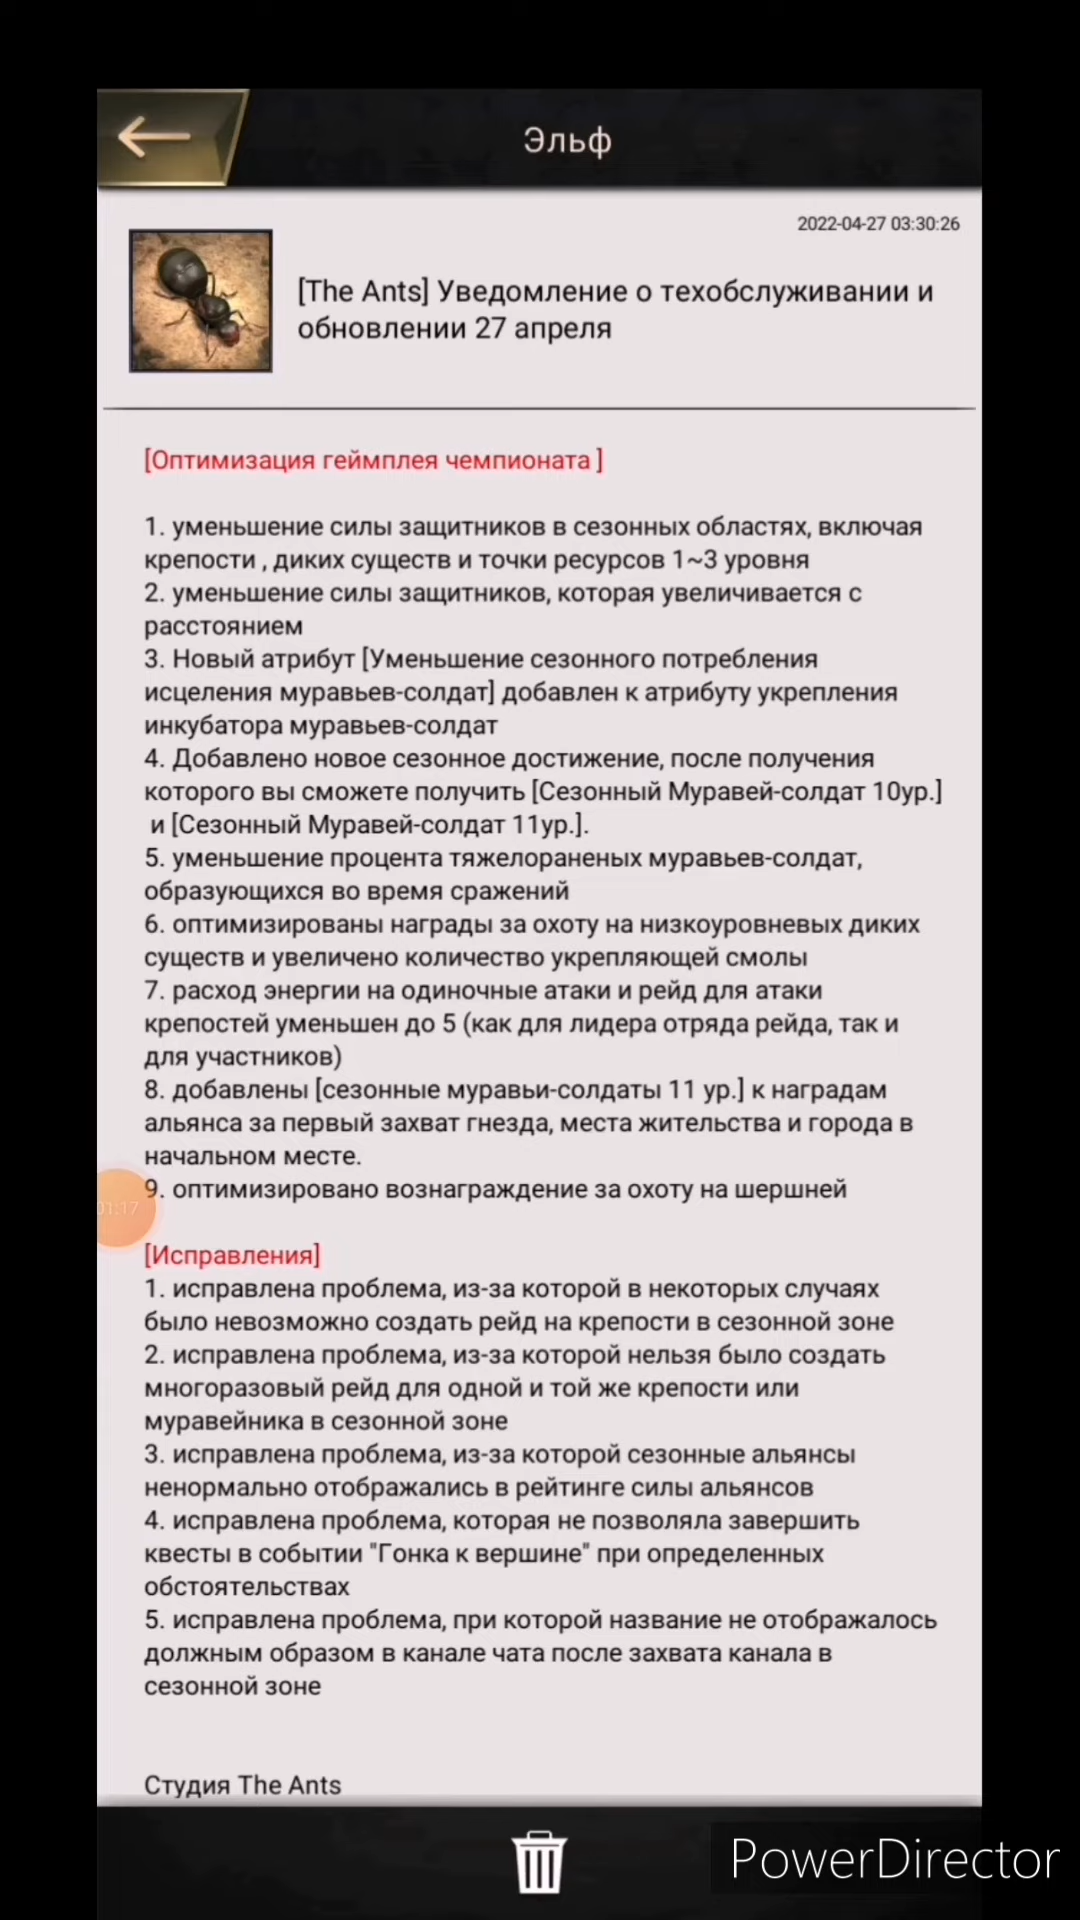 Эльф
2022-04-27 03:30:26
[The Ants] Уведомление о техобслуживании и
обновлении 27 апреля
[Оптимизация геймплея чемпионата ]
1. уменьшение силы защитников в сезонных областях, включая
крепости , диких существ и точки ресурсов 1~3 уровня
2. уменьшение силы защитников, которая увеличивается с
расстоянием
3. Новый атрибут [Уменьшение сезонного потребления
исцеления муравьев-солдат] добавлен к атрибуту укрепления
инкубатора муравьев-солдат
4. Добавлено новое сезонное достижение, после получения
которого вы сможете получить [Сезонный Муравей-солдат 10ур.]
и [Сезонный Муравей-солдат 11ур.].
5. уменьшение процента тяжелораненых муравьев-солдат,
образующихся во время сражений
6. оптимизированы награды за охоту на низкоуровневых диких
существ и увеличено количество укрепляющей смолы
7. расход энергии на одиночные атаки и рейд для атаки
крепостей уменьшен до 5 (как для лидера отряда рейда, так и
для участников)
8. добавлены [сезонные муравьи-солдаты 11 ур.] к наградам
альянса за первый захват гнезда, места жительства и города в
начальном месте.
9. оптимизировано вознаграждение за охоту на шершней
01:17
[Исправления]
1. исправлена проблема, из-за которой в некоторых случаях
было невозможно создать рейд на крепости в сезонной зоне
2. исправлена проблема, из-за которой нельзя было создать
многоразовый рейд для одной и той же крепости или
муравейника в сезонной зоне
3. исправлена проблема, из-за которой сезонные альянсы
ненормально отображались в рейтинге силы альянсов
4. исправлена проблема, которая не позволяла завершить
квесты в событии "Гонка к вершине" при определенных
обстоятельствах
5. исправлена проблема, при которой название не отображалось
должным образом в канале чата после захвата канала в
сезонной зоне
Студия The Ants
PowerDirector